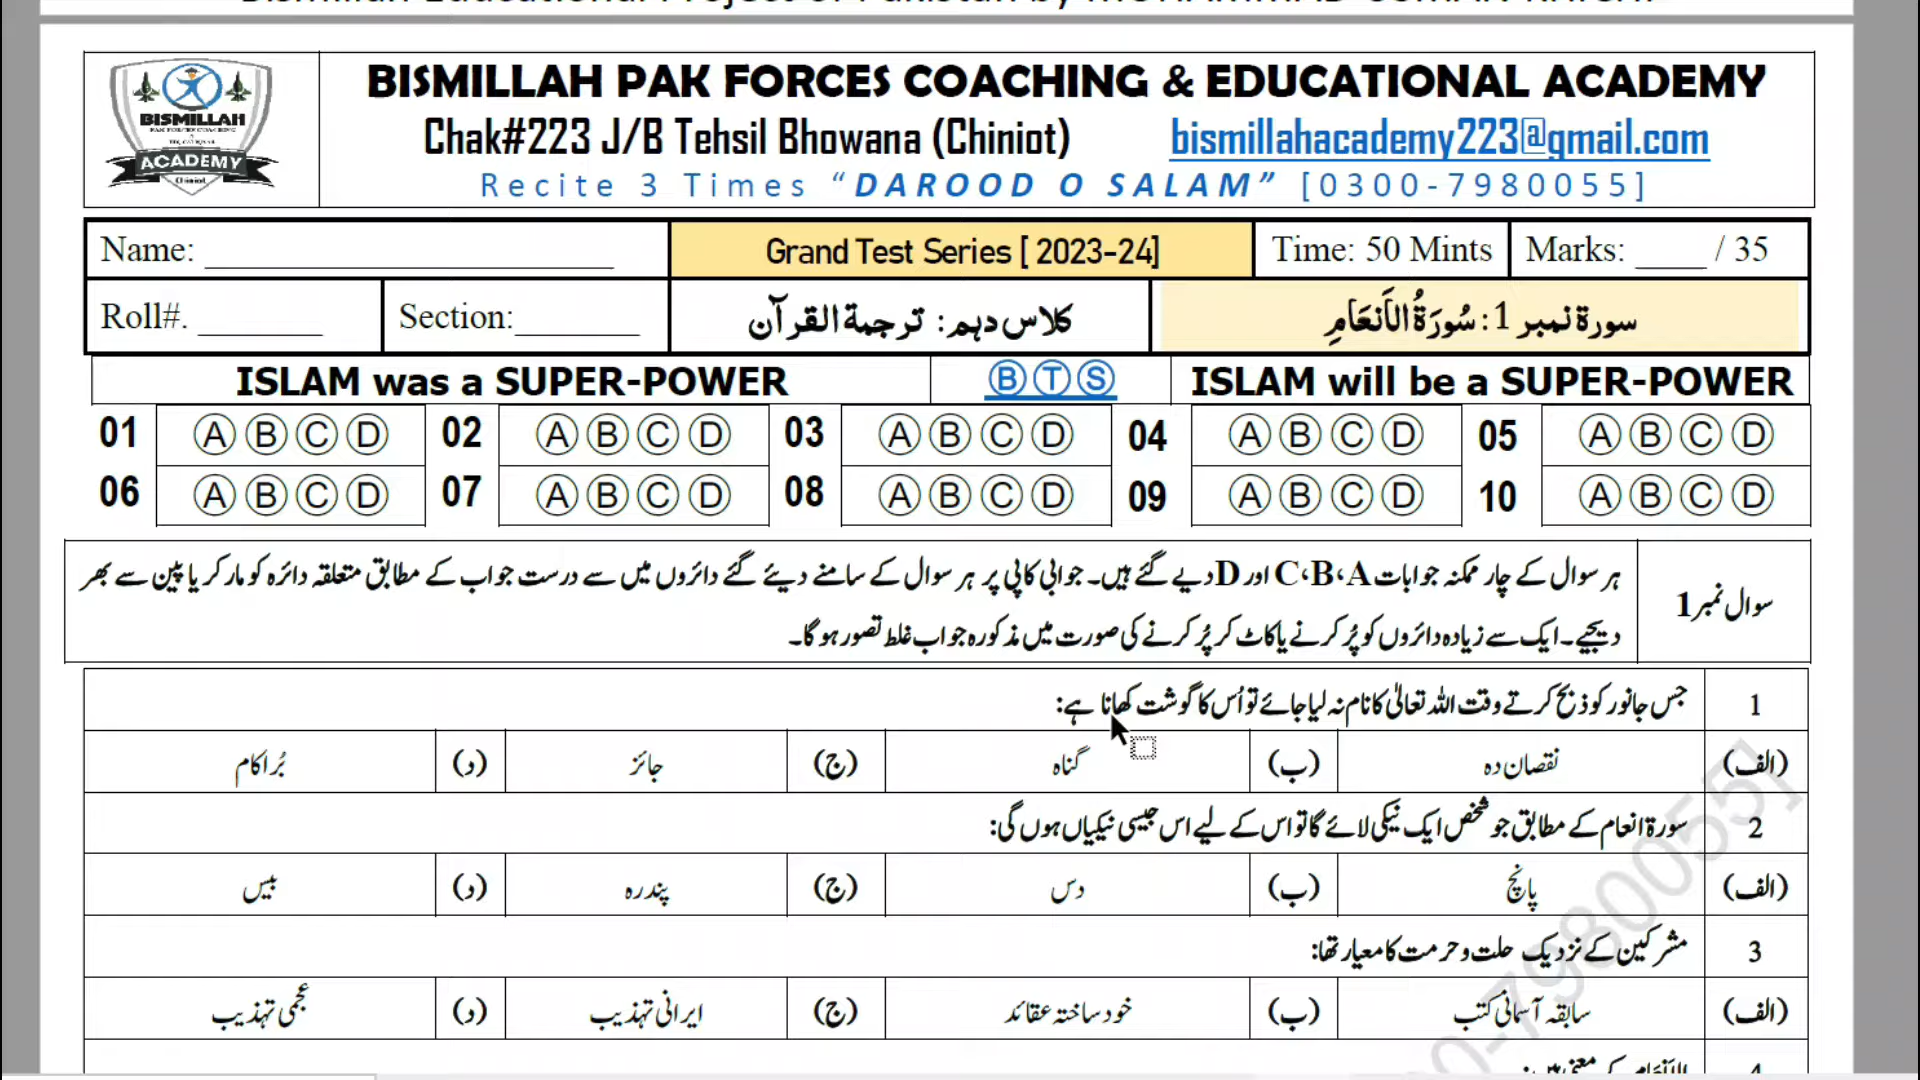 BISMILLAH
ACADEMY
Chiniot
BISMILLAH PAK FORCES COACHING & EDUCATIONAL ACADEMY
Chak#223 J/B Tehsil Bhowana (Chiniot) bismillahacademy223@gmail.com
Recite 3 Times “DAROOD O SALAM” [0300-7980055]
Name: Grand Test Series [ 2023-24] Time: 50 Mints Marks: _____ / 35
Roll#. Section: کلاس دہم: ترجمۃ القرآن سورۃ نمبر 1: سُورَۃُ الْاَنْعَامِ
ISLAM was a SUPER-POWER Ⓑ Ⓣ Ⓢ ISLAM will be a SUPER-POWER
01 Ⓐ Ⓑ Ⓒ Ⓓ 02 Ⓐ Ⓑ Ⓒ Ⓓ 03 Ⓐ Ⓑ Ⓒ Ⓓ 04 Ⓐ Ⓑ Ⓒ Ⓓ 05 Ⓐ Ⓑ Ⓒ Ⓓ
06 Ⓐ Ⓑ Ⓒ Ⓓ 07 Ⓐ Ⓑ Ⓒ Ⓓ 08 Ⓐ Ⓑ Ⓒ Ⓓ 09 Ⓐ Ⓑ Ⓒ Ⓓ 10 Ⓐ Ⓑ Ⓒ Ⓓ
سوال نمبر 1 ہر سوال کے چار ممکنہ جوابات A، B، C اور D دیے گئے ہیں۔ جوابی کاپی پر ہر سوال کے سامنے دیئے گئے دائروں میں سے درست جواب کے مطابق متعلقہ دائرہ کو مارکر یا پین سے بھر
دیجیے۔ ایک سے زیادہ دائروں کو پُر کرنے یا کاٹ کر پُر کرنے کی صورت میں مذکورہ جواب غلط تصور ہو گا۔
1 جس جانور کو ذبح کرتے وقت اللہ تعالیٰ کا نام نہ لیا جائے تو اُس کا گوشت کھانا ہے:
(الف) نقصان دہ (ب) گناہ (ج) جائز (د) بُرا کام
2 سورۃ انعام کے مطابق جو شخص ایک نیکی لائے گا تو اس کے لیے اس جیسی نیکیاں ہوں گی:
(الف) پانچ (ب) دس (ج) پندرہ (د) بیس
3 مشرکین کے نزدیک حلت و حرمت کا معیار تھا:
(الف) سابقہ آسمانی کتب (ب) خود ساختہ عقائد (ج) ایرانی تہذیب (د) عجمی تہذیب